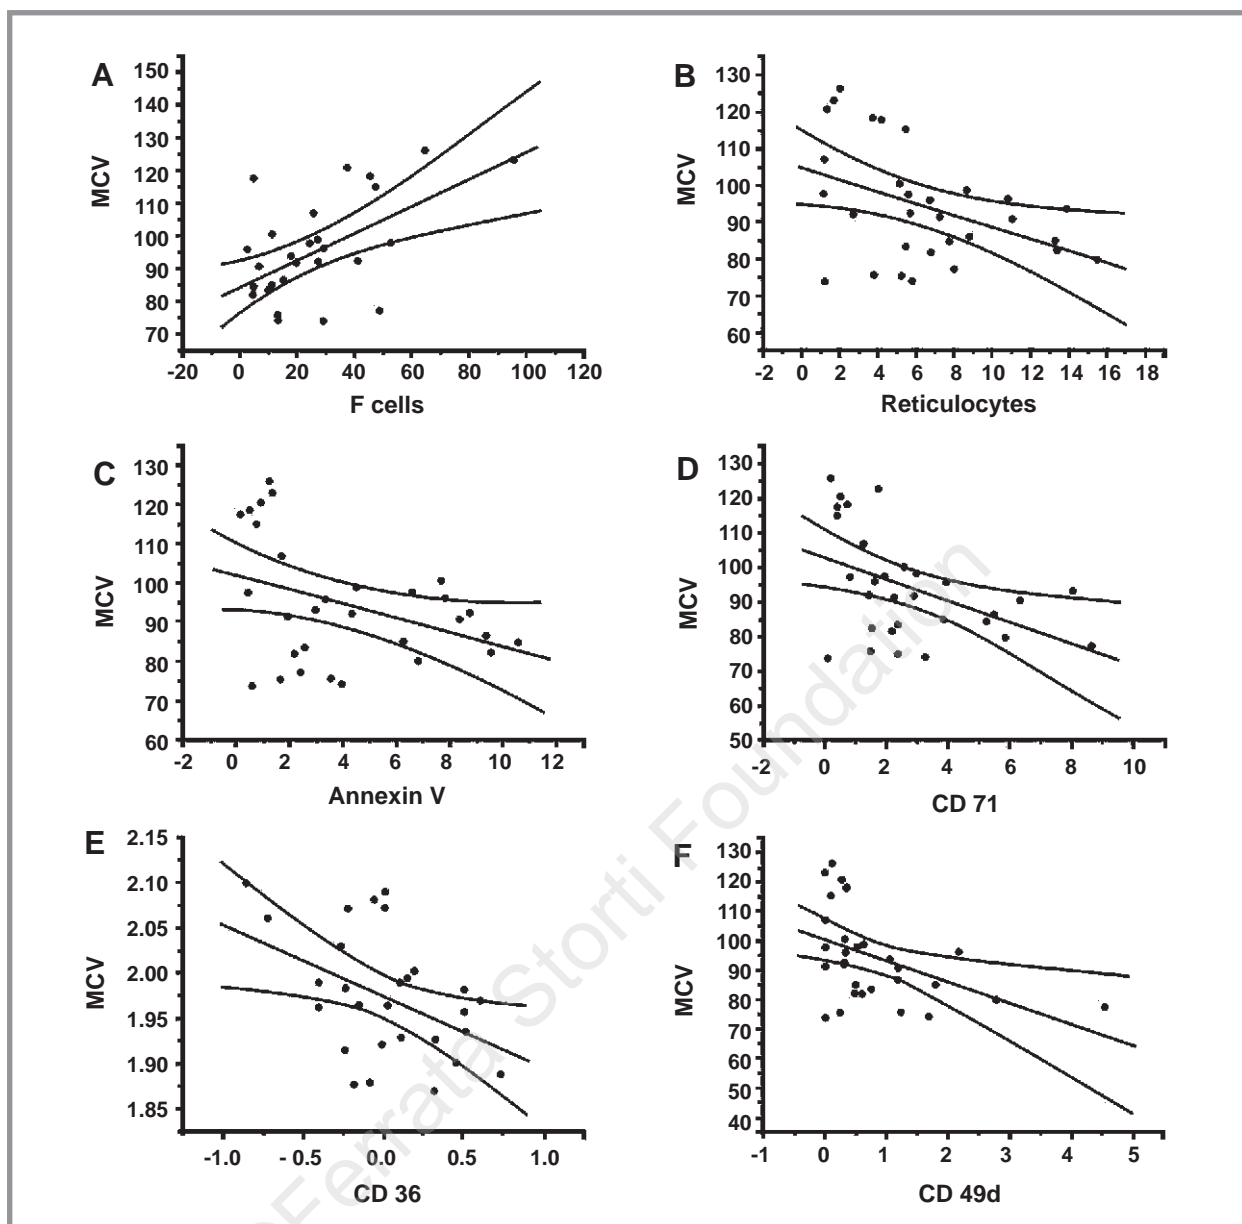 A
150
140
130
120
110
100
90
80
70
MCV
-20 0 20 40 60 80 100 120
F cells
B
130
120
110
100
90
80
70
60
MCV
-2 0 2 4 6 8 10 12 14 16 18
Reticulocytes
C
130
120
110
100
90
80
70
60
MCV
-2 0 2 4 6 8 10 12
Annexin V
D
130
120
110
100
90
80
70
60
50
MCV
-2 0 2 4 6 8 10
CD 71
E
2.15
2.10
2.05
2.00
1.95
1.90
1.85
MCV
-1.0 - 0.5 0.0 0.5 1.0
CD 36
F
130
120
110
100
90
80
70
60
50
40
MCV
-1 0 1 2 3 4 5
CD 49d
Ferrata Storti Foundation